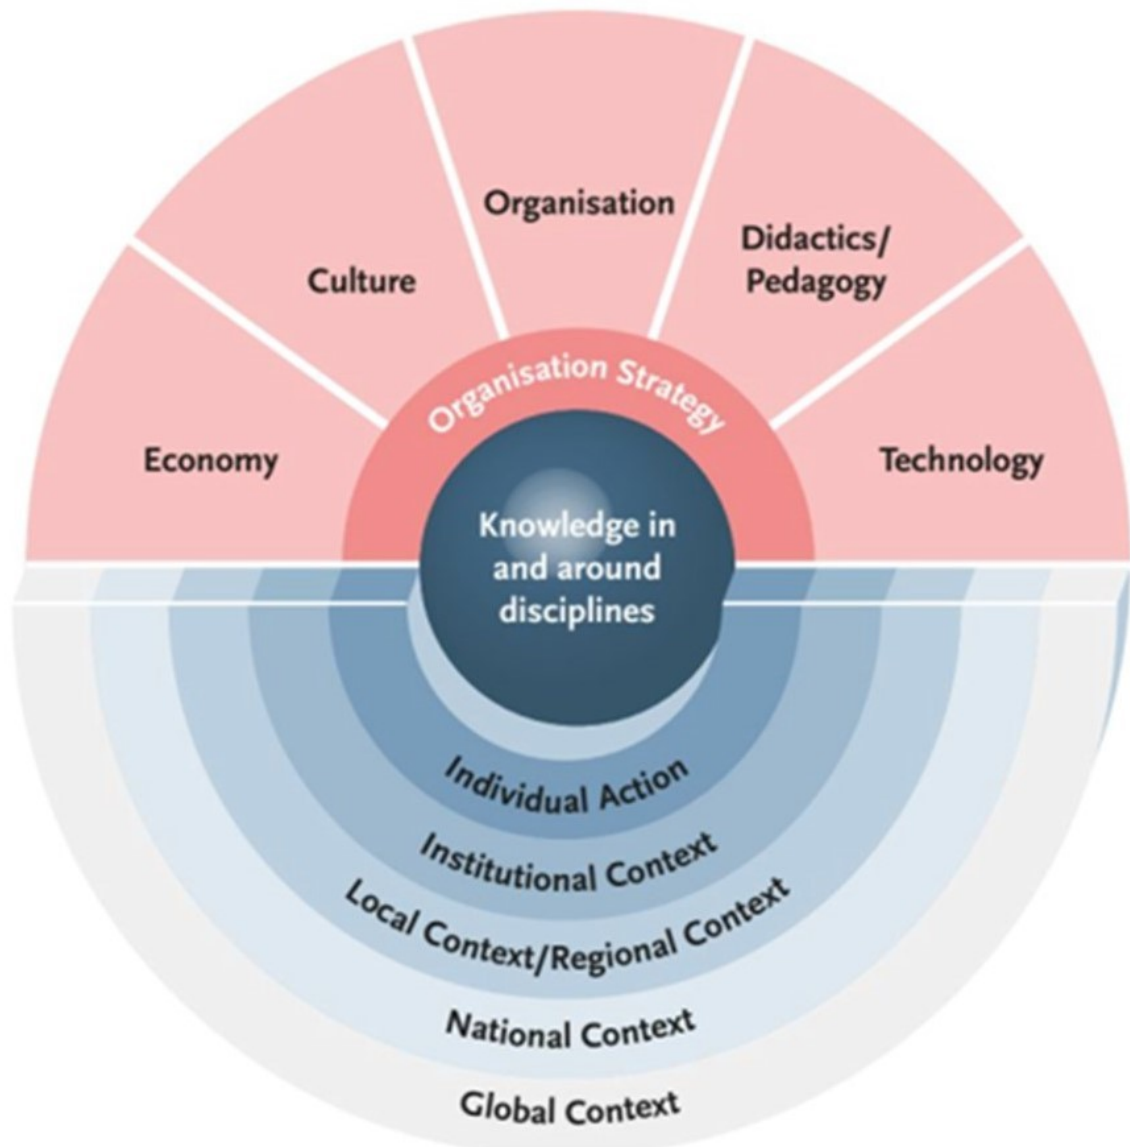 Organisation
Didactics/
Pedagogy
Culture
Economy
Technology
Organisation Strategy
Knowledge in
and around
disciplines
Individual Action
Institutional Context
Local Context/Regional Context
National Context
Global Context